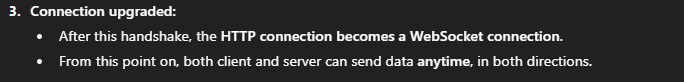 3. Connection upgraded:
• After this handshake, the HTTP connection becomes a WebSocket connection.
• From this point on, both client and server can send data anytime, in both directions.